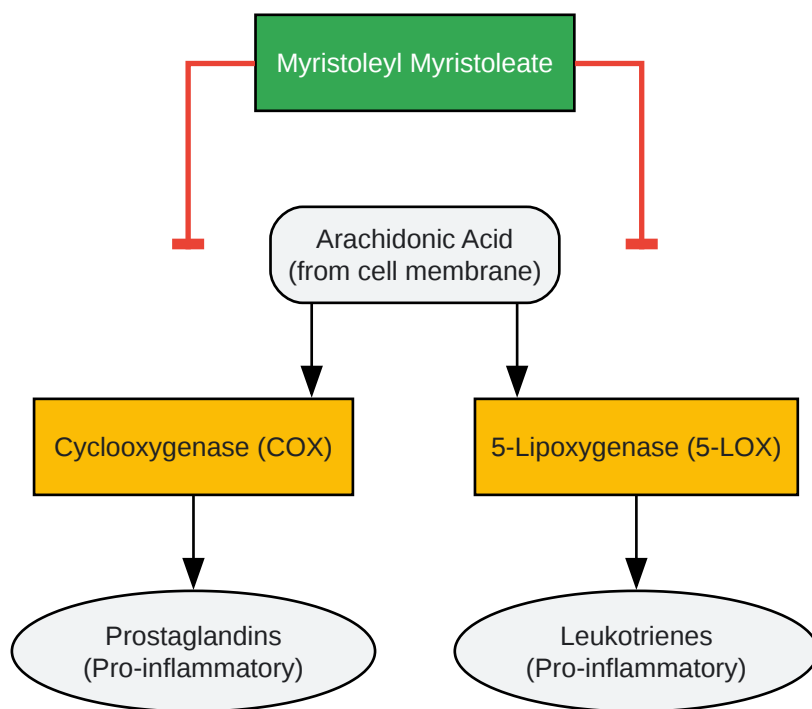 Myristoleyl Myristoleate
Arachidonic Acid
(from cell membrane)
Cyclooxygenase (COX)
5-Lipoxygenase (5-LOX)
Prostaglandins
(Pro-inflammatory)
Leukotrienes
(Pro-inflammatory)